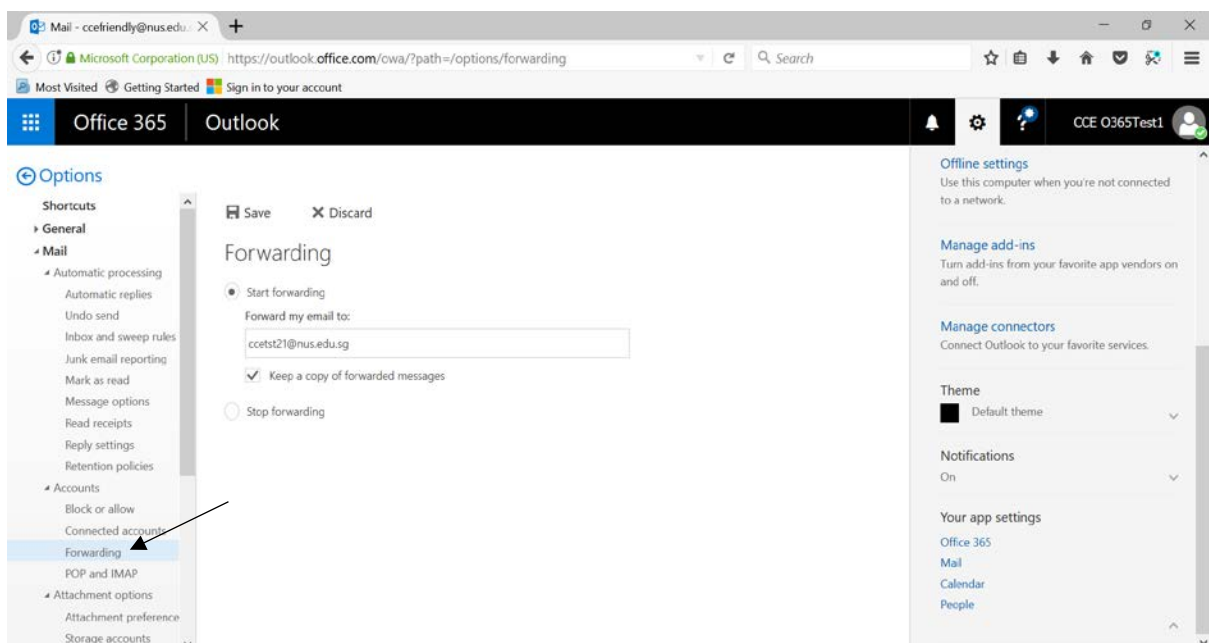 Mail - ccefriendly@nus.edu.
Microsoft Corporation (US) https://outlook.office.com/owa/?path=/options/forwarding
Search
Most Visited Getting Started Sign in to your account
Office 365 Outlook
CCE O365Test1
Options
Shortcuts
General
Mail
Automatic processing
Automatic replies
Undo send
Inbox and sweep rules
Junk email reporting
Mark as read
Message options
Read receipts
Reply settings
Retention policies
Accounts
Block or allow
Connected accounts
Forwarding
POP and IMAP
Attachment options
Attachment preference
Storage accounts
Save Discard
Forwarding
Start forwarding
Forward my email to:
ccetst21@nus.edu.sg
Keep a copy of forwarded messages
Stop forwarding
Offline settings
Use this computer when you're not connected
to a network.
Manage add-ins
Turn add-ins from your favorite app vendors on
and off.
Manage connectors
Connect Outlook to your favorite services.
Theme
Default theme
Notifications
On
Your app settings
Office 365
Mail
Calendar
People